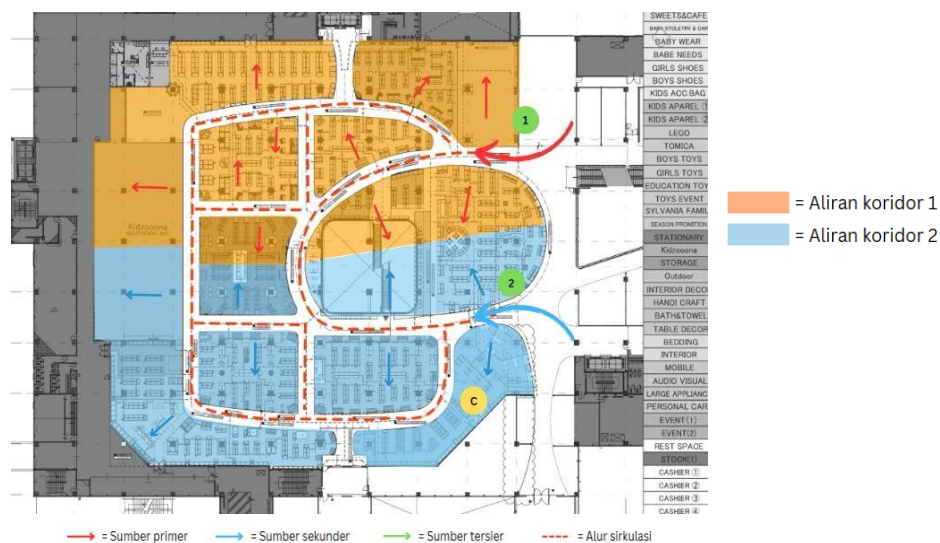 SWEETS&CAFE
BABY WEAR
BABE NEEDS
GIRLS SHOES
BOYS SHOES
KIDS ACC.BAG
KIDS APAREL ①
KIDS APAREL ②
LEGO
TOMICA
BOYS TOYS
GIRLS TOYS
EDUCATION TOY
TOYS EVENT
SYLVANIA FAMIL
SEASON PROMITION
STATIONARY
Kidzooona
STORAGE
Outdoor
INTERIOR DECO
HANDI CRAFT
BATH&TOWEL
TABLE DECOR
BEDDING
INTERIOR
MOBILE
AUDIO VISUAL
LARGE APPLIANC
PERSONAL CAR
EVENT(1)
EVENT(2)
REST SPACE
STOCK(1)
CASHIER ①
CASHIER ②
CASHIER ③
CASHIER ④
1
Kidzooona
2
C
= Aliran koridor 1
= Aliran koridor 2
= Sumber primer
= Sumber sekunder
= Sumber tersier
= Alur sirkulasi